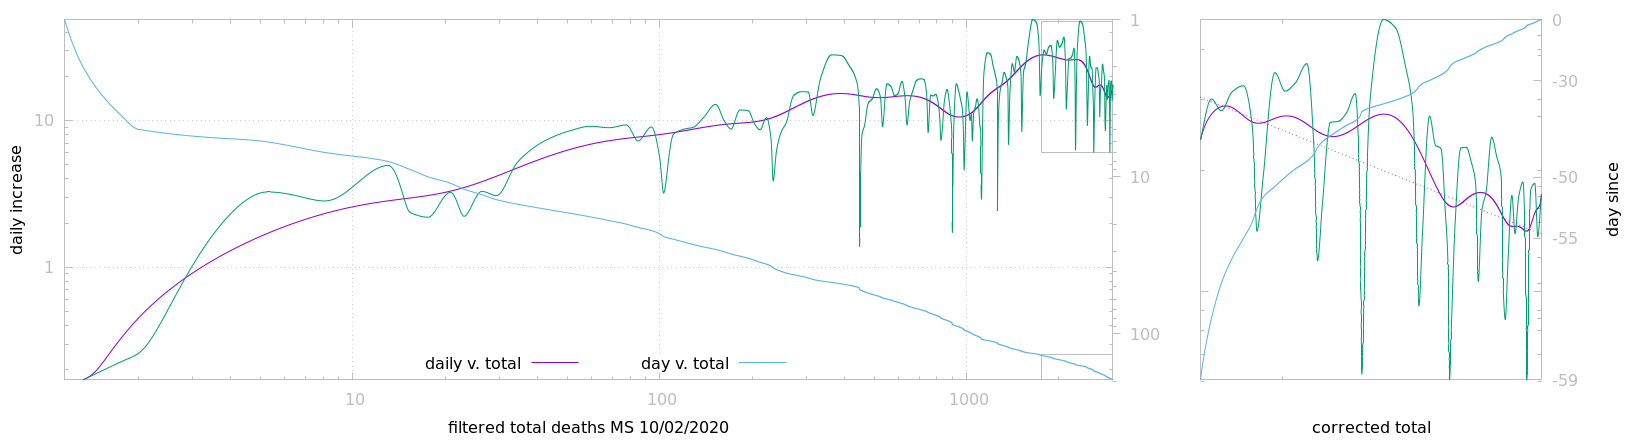 daily increase
10
1
daily v. total
day v. total
10
100
1000
filtered total deaths MS 10/02/2020
1
10
100
0
-30
-50
-55
-59
day since
corrected total